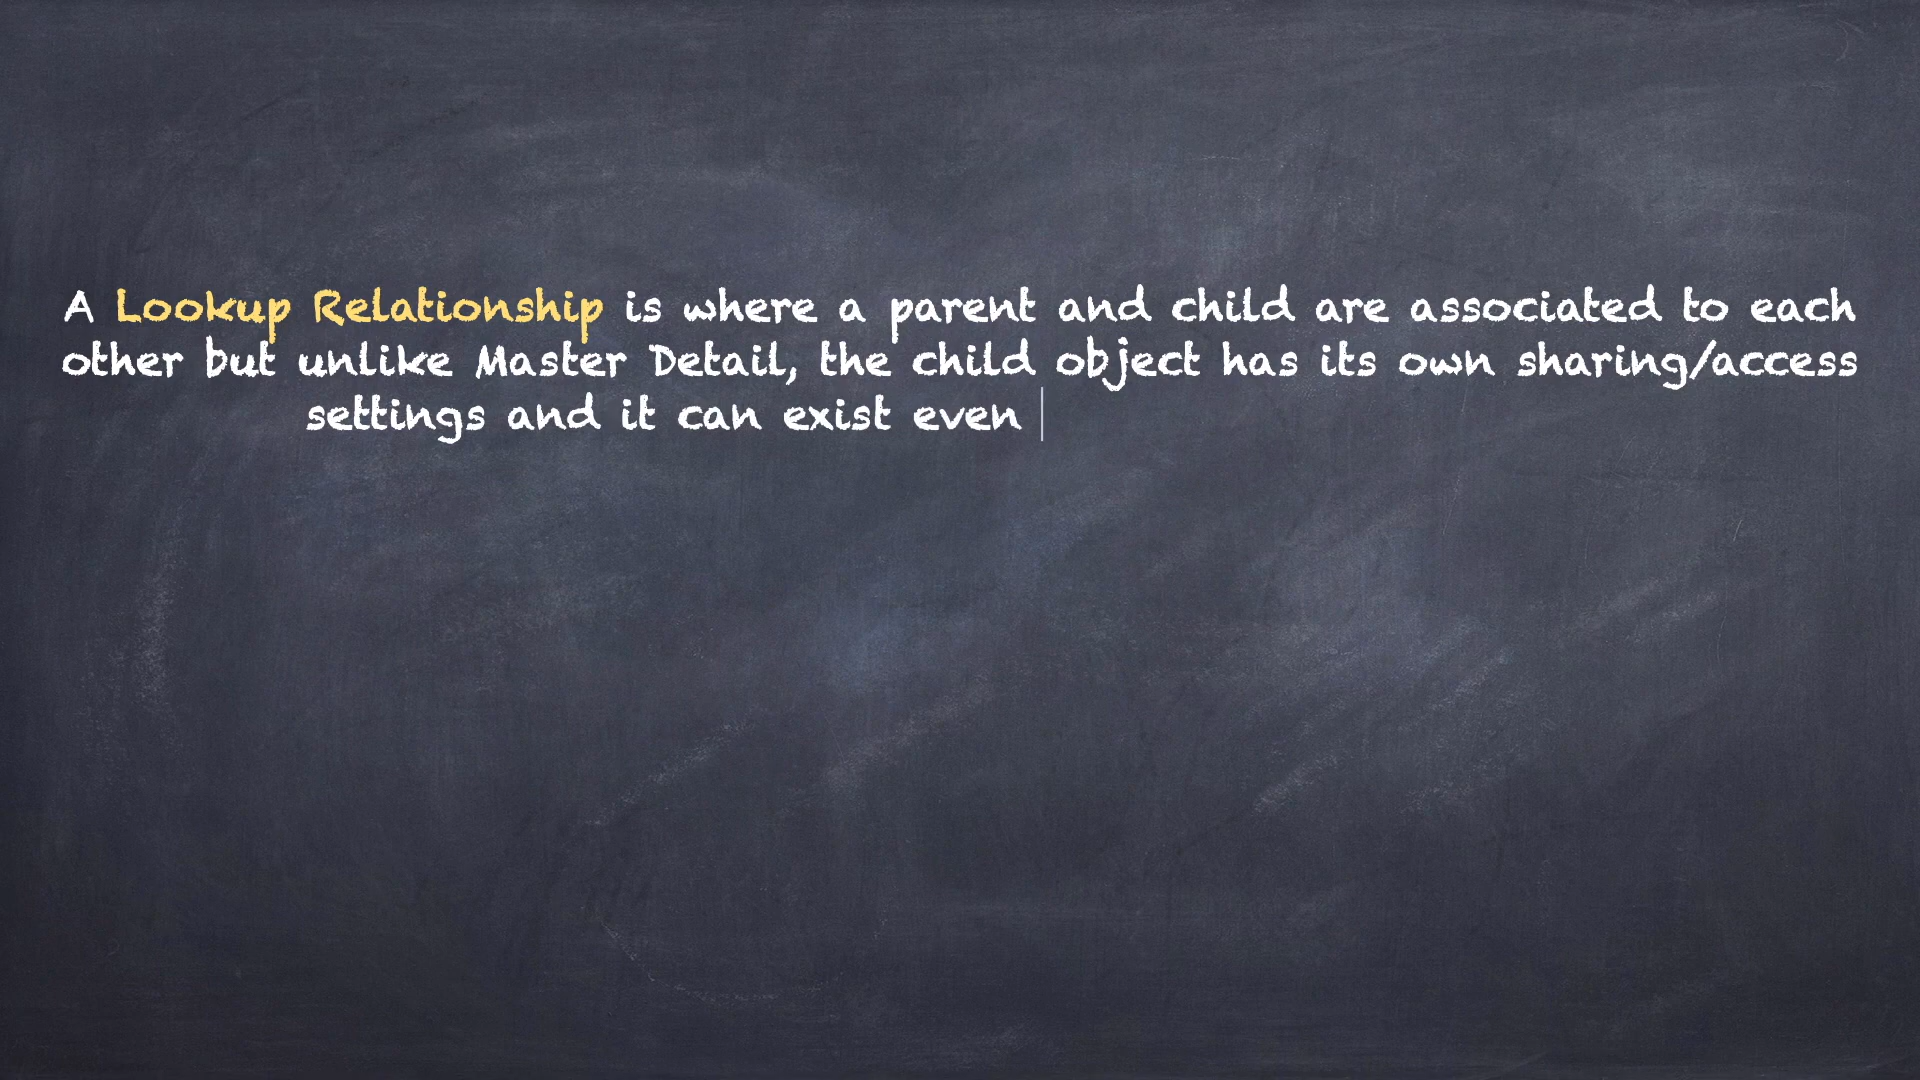 A Lookup Relationship is where a parent and child are associated to each
other but unlike Master Detail, the child object has its own sharing/access
settings and it can exist even